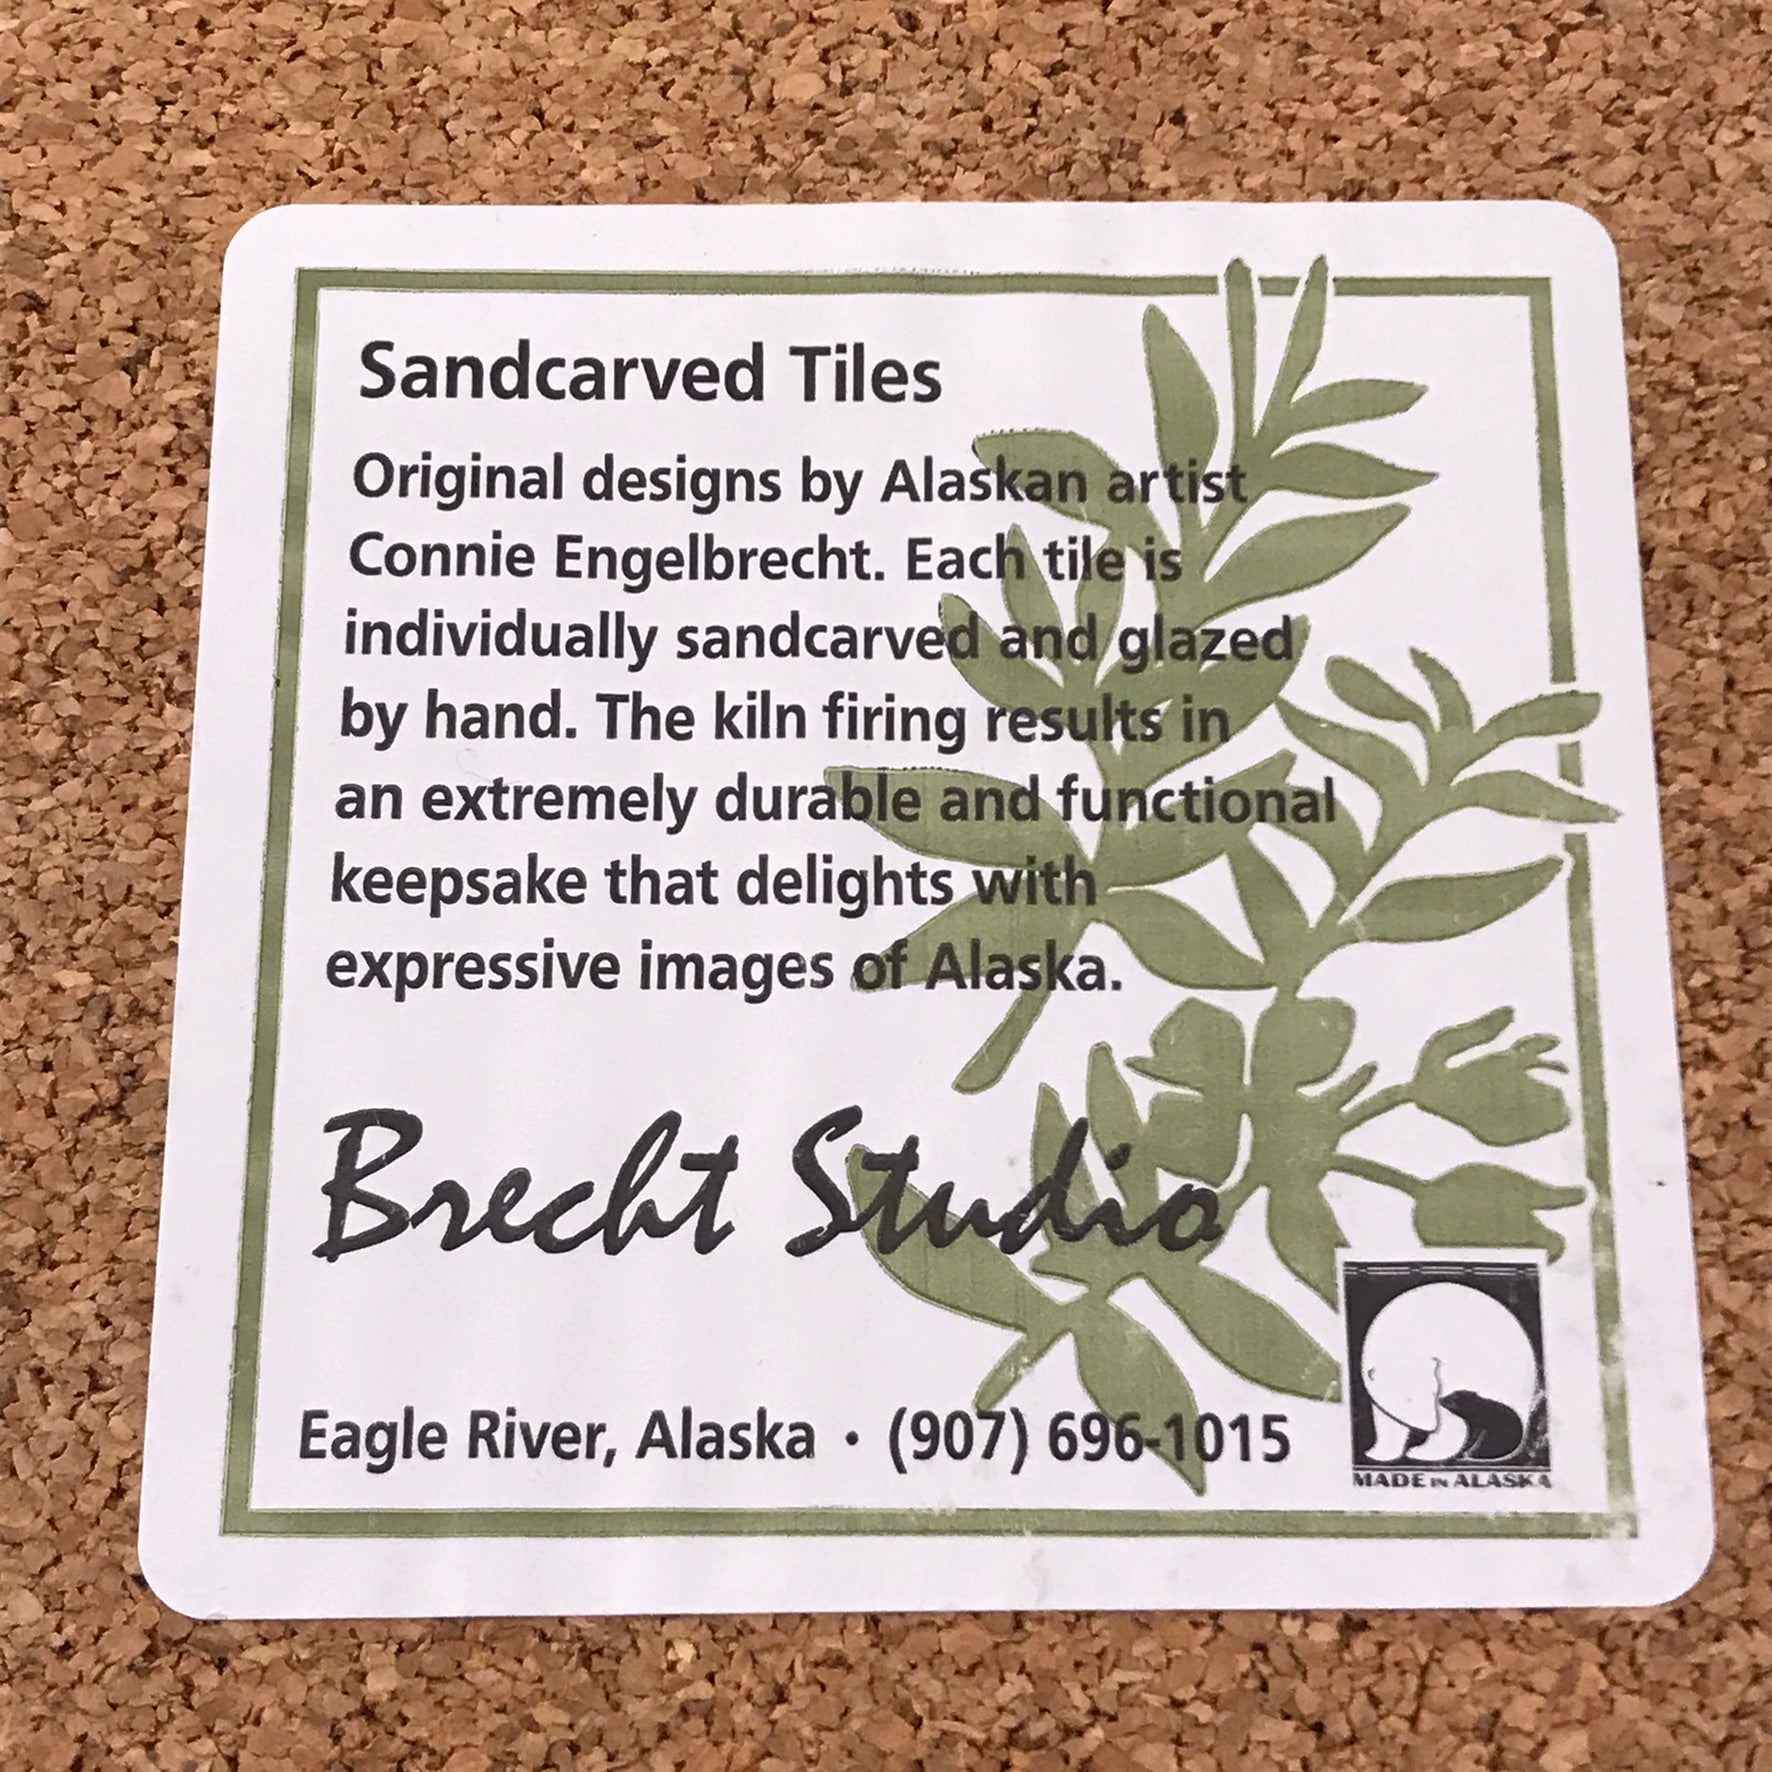 Sandcarved Tiles
Original designs by Alaskan artist
Connie Engelbrecht. Each tile is
individually sandcarved and glazed
by hand. The kiln firing results in
an extremely durable and functional
keepsake that delights with
expressive images of Alaska.
Brecht Studio
Eagle River, Alaska · (907) 696-1015
MADE IN ALASKA